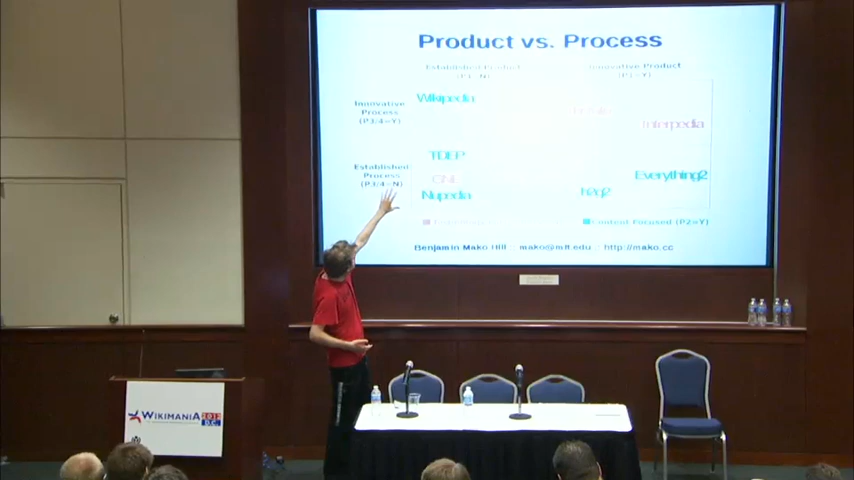 Product vs. Process
Established Product
(P1=N)
Innovative Product
(P1=Y)
Innovative
Process
(P3/4=Y)
Wikipedia
Interpedia
Established
Process
(P3/4=N)
TDEP
GNE
Nupedia
Everything2
h2g2
Content Focused (P2=Y)
Benjamin Mako Hill - mako@mit.edu - http://mako.cc
WIKIMANIA 2012
D.C.